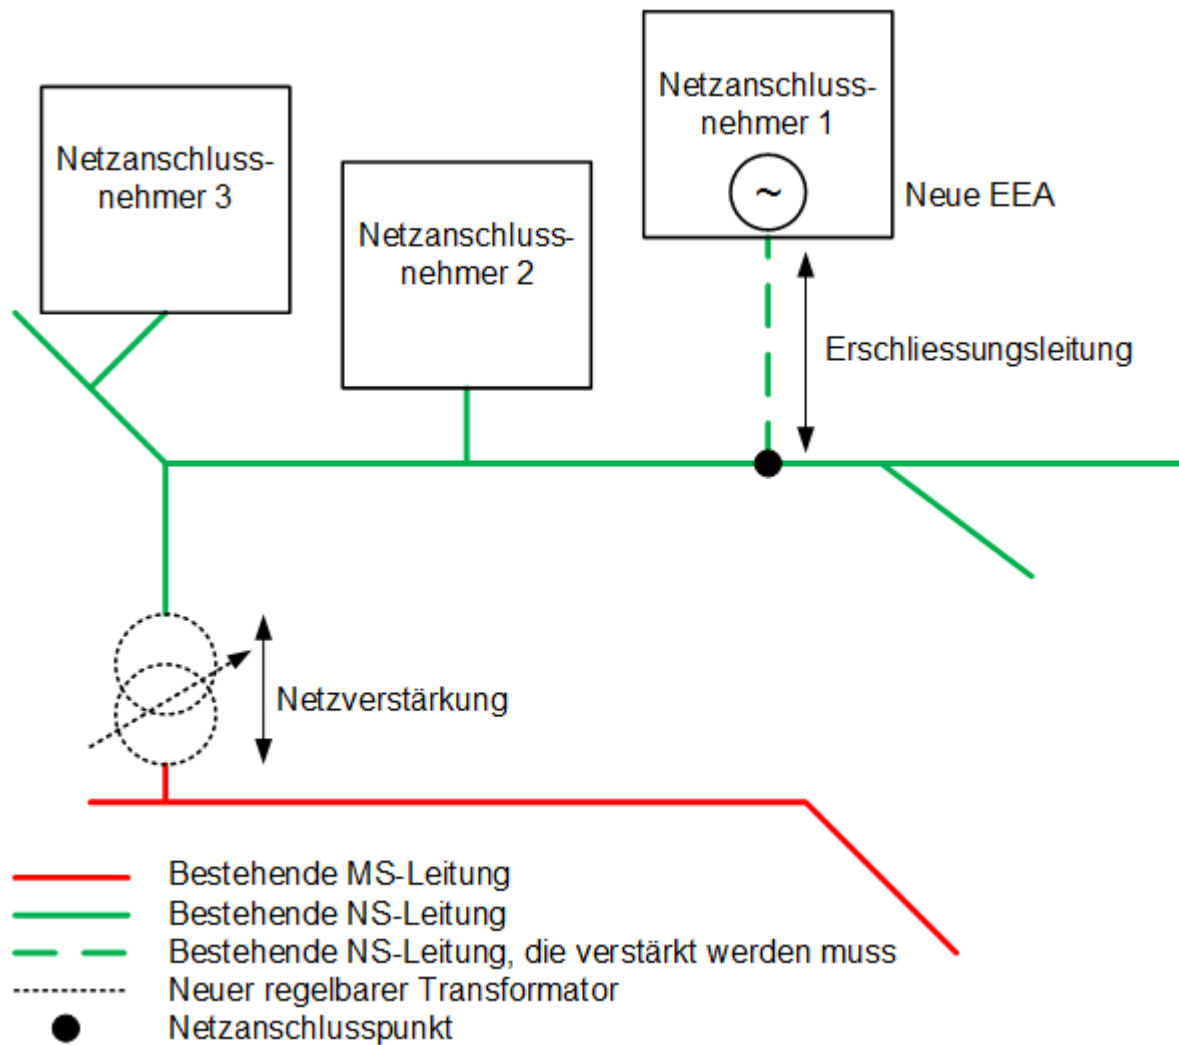 Netzanschluss-
nehmer 1
~
Neue EEA
Netzanschluss-
nehmer 3
Netzanschluss-
nehmer 2
Erschliessungsleitung
Netzverstärkung
Bestehende MS-Leitung
Bestehende NS-Leitung
Bestehende NS-Leitung, die verstärkt werden muss
Neuer regelbarer Transformator
Netzanschlusspunkt